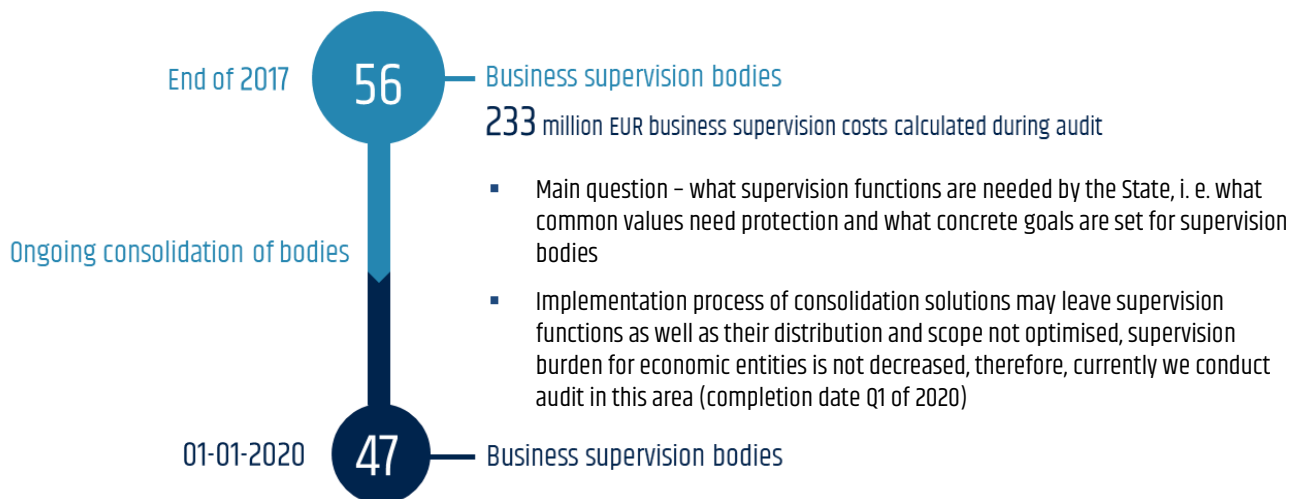 End of 2017
56
Business supervision bodies
233 million EUR business supervision costs calculated during audit
▪ Main question – what supervision functions are needed by the State, i. e. what
common values need protection and what concrete goals are set for supervision
bodies
Ongoing consolidation of bodies
▪ Implementation process of consolidation solutions may leave supervision
functions as well as their distribution and scope not optimised, supervision
burden for economic entities is not decreased, therefore, currently we conduct
audit in this area (completion date Q1 of 2020)
01-01-2020
47
Business supervision bodies